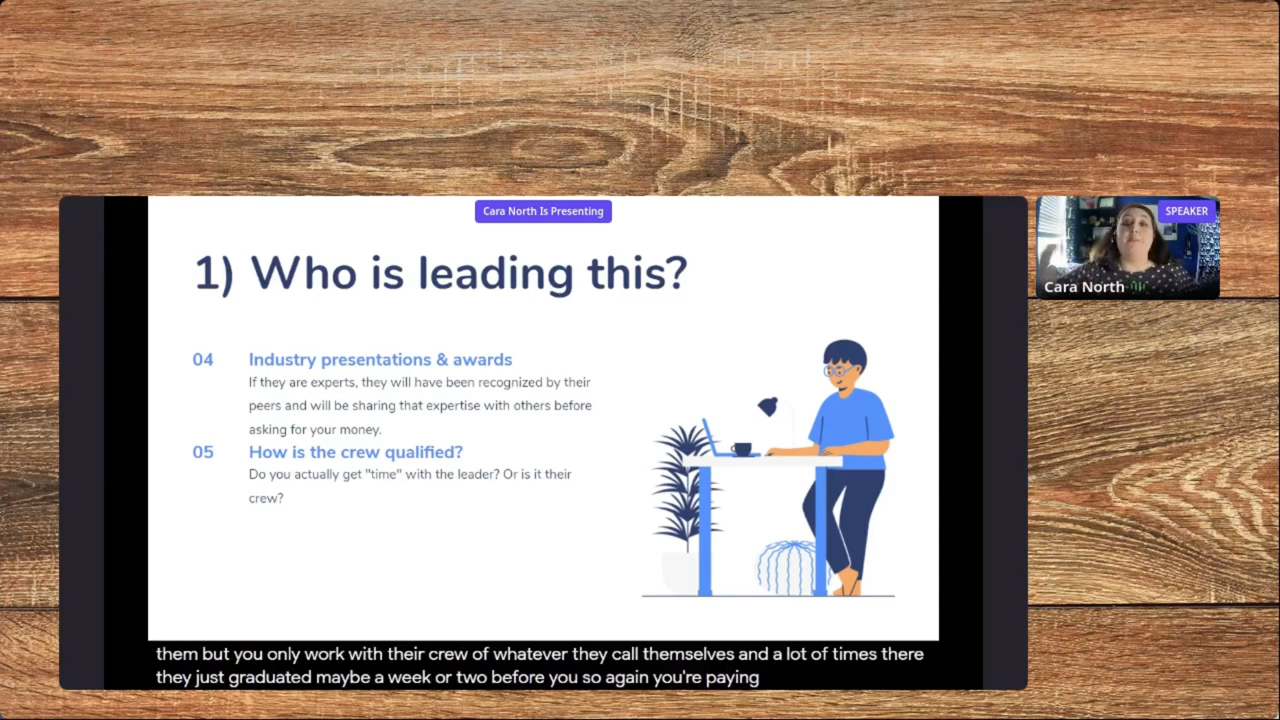 Cara North Is Presenting
SPEAKER
1) Who is leading this?
Cara North
04 Industry presentations & awards
If they are experts, they will have been recognized by their
peers and will be sharing that expertise with others before
asking for your money.
05 How is the crew qualified?
Do you actually get "time" with the leader? Or is it their
crew?
them but you only work with their crew of whatever they call themselves and a lot of times there
they just graduated maybe a week or two before you so again you're paying